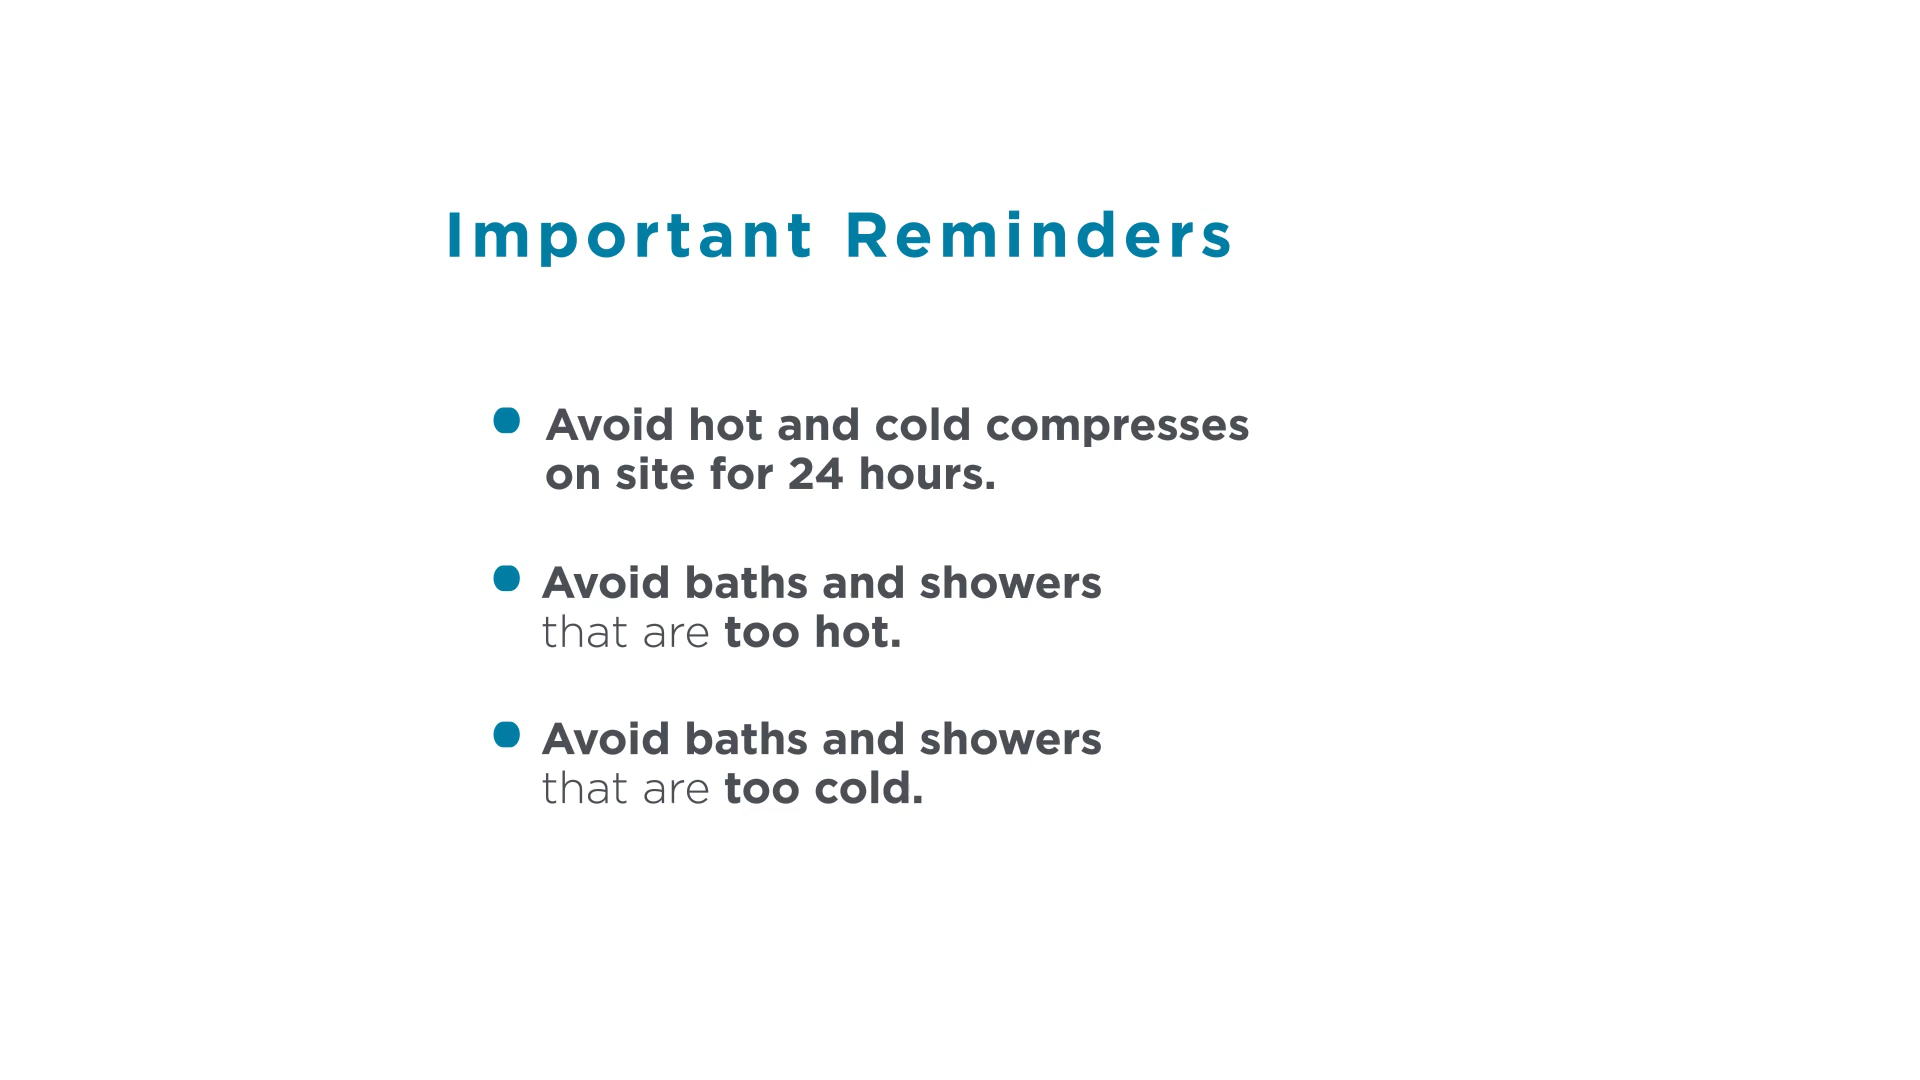 Important Reminders
Avoid hot and cold compresses
on site for 24 hours.
Avoid baths and showers
that are too hot.
Avoid baths and showers
that are too cold.